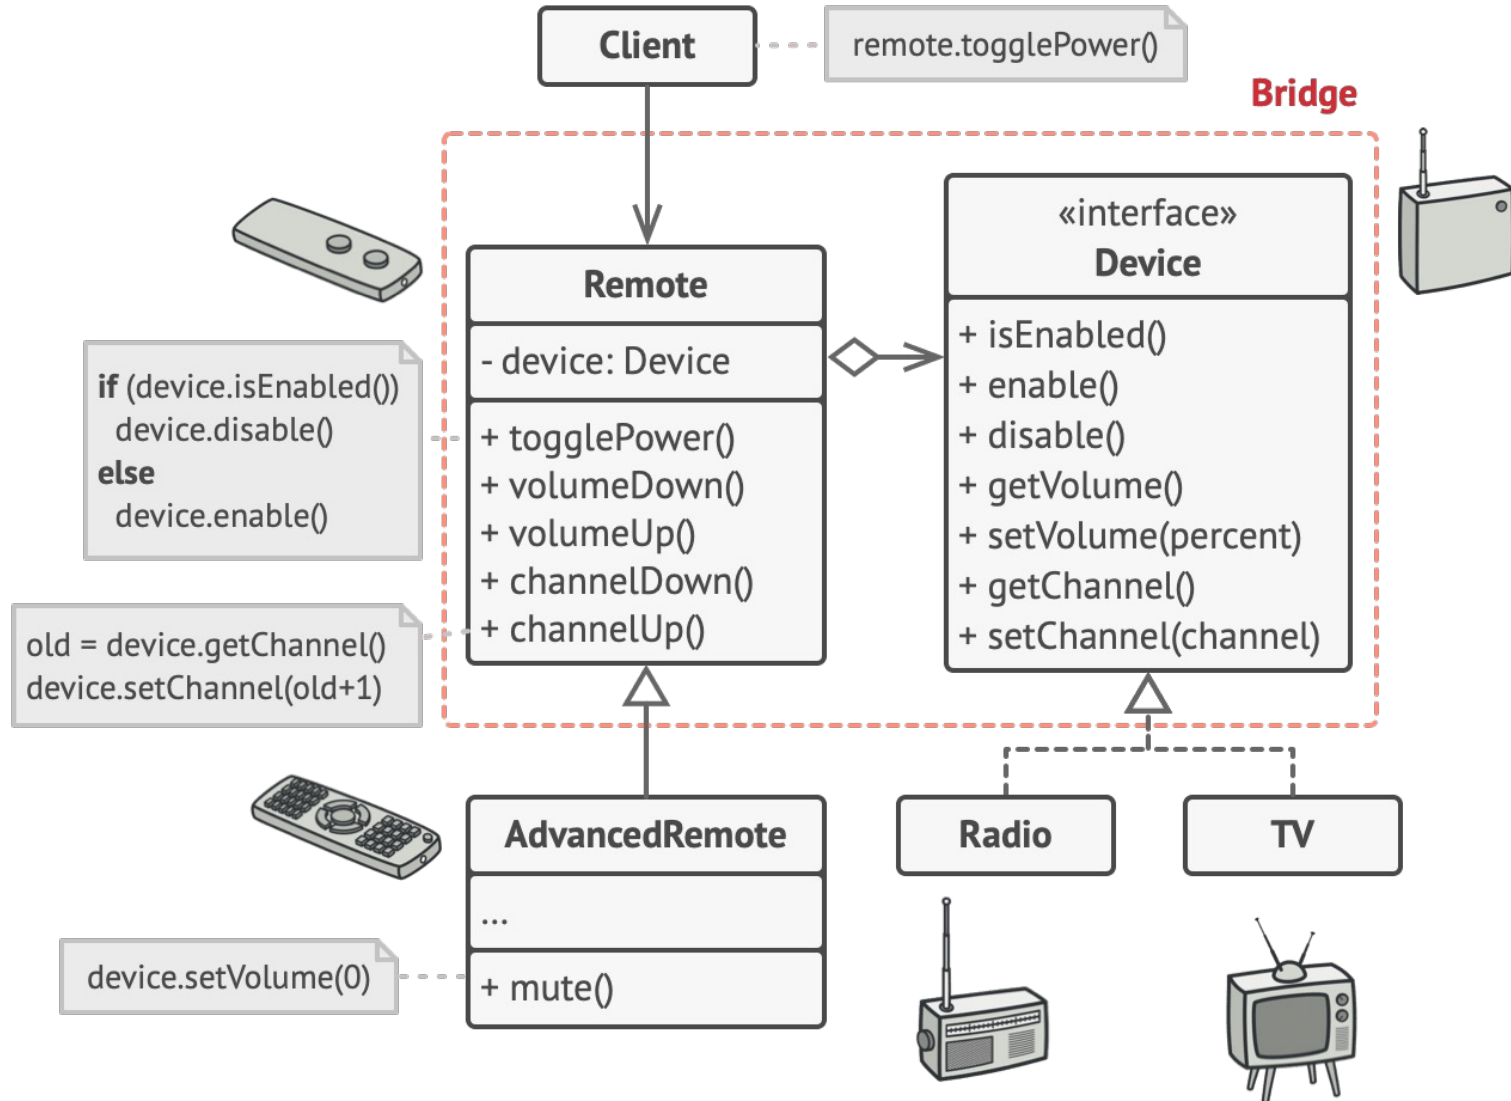 Client
remote.togglePower()
Bridge
«interface»
Device
+ isEnabled()
+ enable()
+ disable()
+ getVolume()
+ setVolume(percent)
+ getChannel()
+ setChannel(channel)
Remote
- device: Device
+ togglePower()
+ volumeDown()
+ volumeUp()
+ channelDown()
+ channelUp()
if (device.isEnabled())
device.disable()
else
device.enable()
old = device.getChannel()
device.setChannel(old+1)
AdvancedRemote
...
+ mute()
device.setVolume(0)
Radio
TV